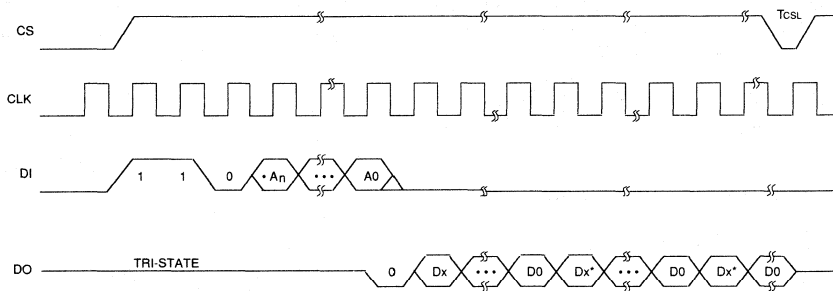 CS TCSL
CLK
DI 1 1 0 • An • • • A0
DO TRI-STATE 0 Dx • • • D0 Dx* • • • D0 Dx* D0